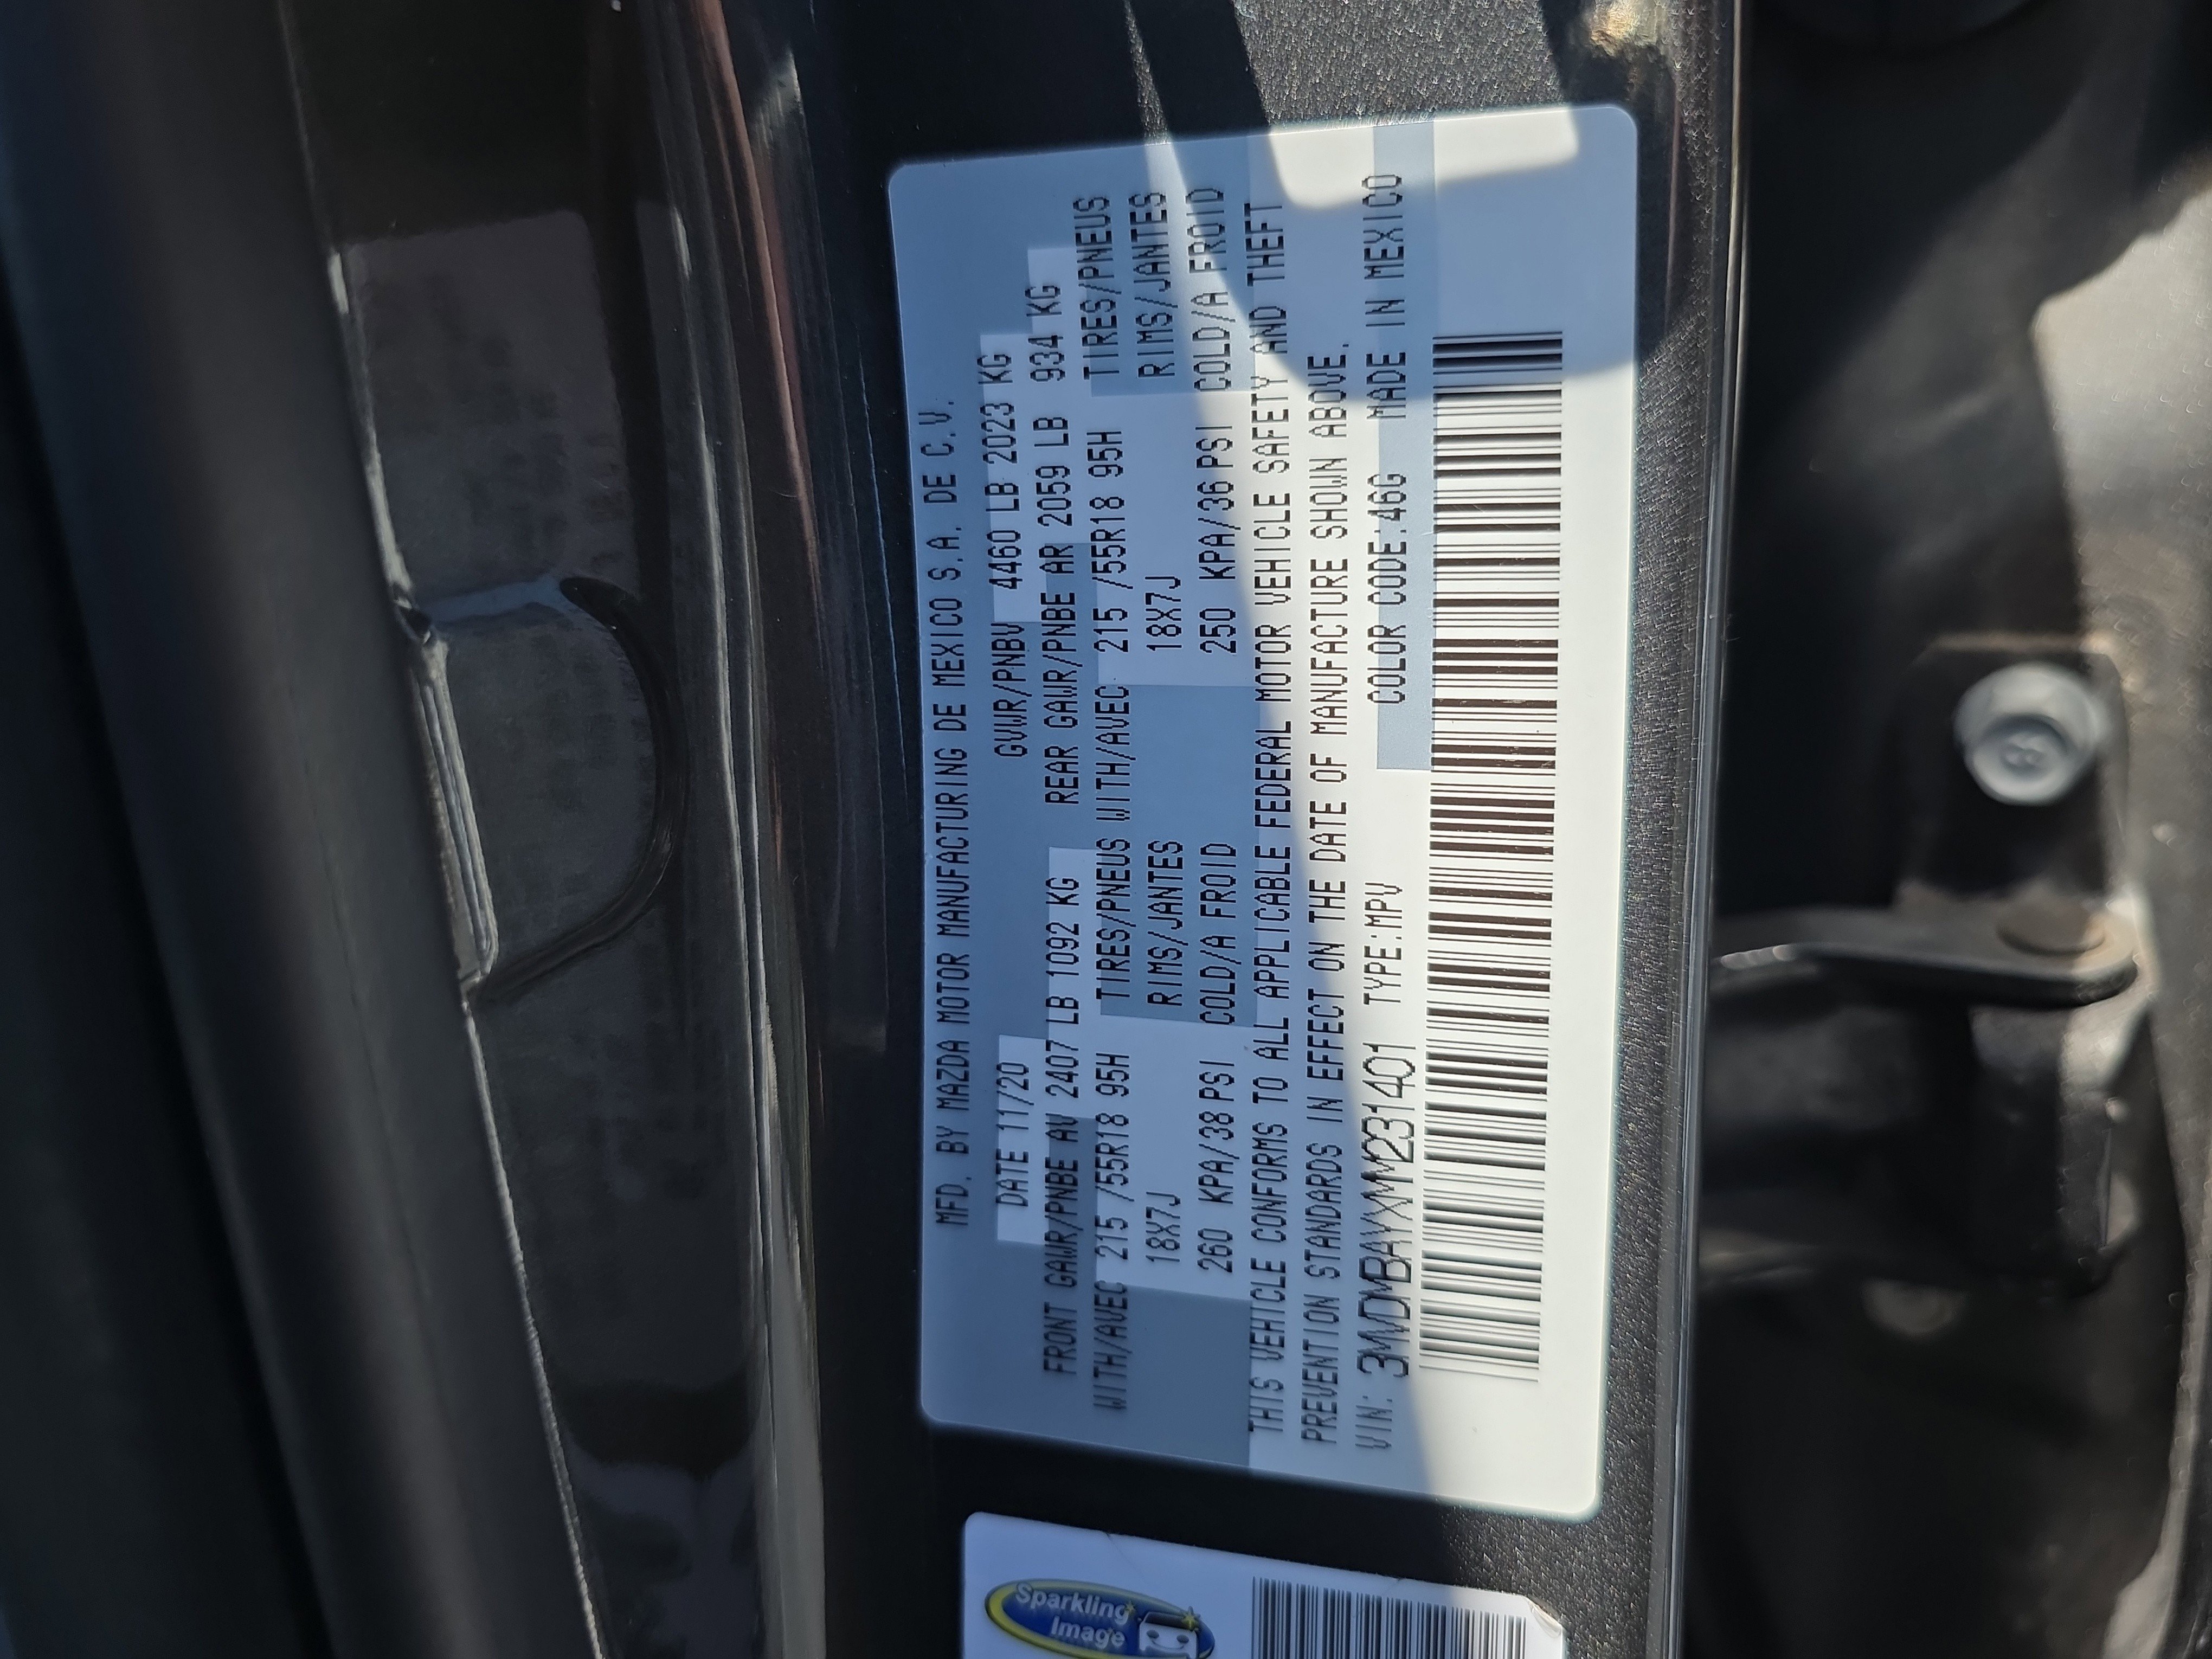 MFD. BY MAZDA MOTOR MANUFACTURING DE MEXICO S.A. DE C.V.
DATE 11/20 GVWR/PNBV 4460 LB 2023 KG
FRONT GAWR/PNBE AV 2407 LB 1092 KG REAR GAWR/PNBE AR 2059 LB 934 KG
WITH/AVEC 215 /55R18 95H TIRES/PNEUS WITH/AVEC 215 /55R18 95H TIRES/PNEUS
18X7J RIMS/JANTES 18X7J RIMS/JANTES
260 KPA/38 PSI COLD/A FROID 250 KPA/36 PSI COLD/A FROID
THIS VEHICLE CONFORMS TO ALL APPLICABLE FEDERAL MOTOR VEHICLE SAFETY AND THEFT
PREVENTION STANDARDS IN EFFECT ON THE DATE OF MANUFACTURE SHOWN ABOVE.
VIN: 3MVDMBAYXMM231401 TYPE:MPV COLOR CODE.46G MADE IN MEXICO
Sparkling
Image